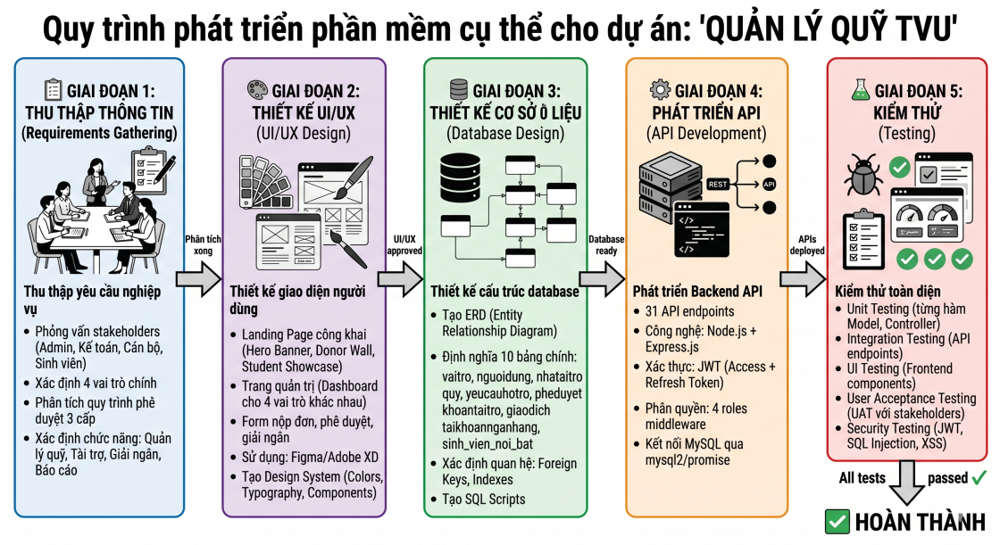 Quy trình phát triển phần mềm cụ thể cho dự án: 'QUẢN LÝ QUỸ TVU'
GIAI ĐOẠN 1:
THU THẬP THÔNG TIN
(Requirements Gathering)
Thu thập yêu cầu nghiệp
vụ
• Phỏng vấn stakeholders
(Admin, Kế toán, Cán bộ,
Sinh viên)
• Xác định 4 vai trò chính
• Phân tích quy trình phê
duyệt 3 cấp
• Xác định chức năng: Quản
lý quỹ, Tài trợ, Giải ngân,
Báo cáo
Phân tích
xong
GIAI ĐOẠN 2:
THIẾT KẾ UI/UX
(UI/UX Design)
Thiết kế giao diện người
dùng
• Landing Page công khai
(Hero Banner, Donor Wall,
Student Showcase)
• Trang quản trị (Dashboard
cho 4 vai trò khác nhau)
• Form nộp đơn, phê duyệt,
giải ngân
• Sử dụng: Figma/Adobe XD
• Tạo Design System (Colors,
Typography, Components)
UI/UX
approved
GIAI ĐOẠN 3:
THIẾT KẾ CƠ SỞ LIỆU
(Database Design)
Thiết kế cấu trúc database
• Tạo ERD (Entity
Relationship Diagram)
• Định nghĩa 10 bảng chính:
vaitro, nguoidung, nhataitro
quy, yeucauhotro, pheduyet
khoantaitro, giaodich
taikhoannganhang,
sinh_vien_noi_bat
• Xác định quan hệ: Foreign
Keys, Indexes
• Tạo SQL Scripts
Database
ready
GIAI ĐOẠN 4:
PHÁT TRIỂN API
(API Development)
REST
API
</>
</>
Phát triển Backend API
• 31 API endpoints
• Công nghệ: Node.js +
Express.js
• Xác thực: JWT (Access +
Refresh Token)
• Phân quyền: 4 roles
middleware
• Kết nối MySQL qua
mysql2/promise
APIs
deployed
GIAI ĐOẠN 5:
KIỂM THỬ
(Testing)
Kiểm thử toàn diện
• Unit Testing (từng hàm
Model, Controller)
• Integration Testing (API
endpoints)
• UI Testing (Frontend
components)
• User Acceptance Testing
(UAT với stakeholders)
• Security Testing (JWT,
SQL Injection, XSS)
All tests passed ✓
HOÀN THÀNH